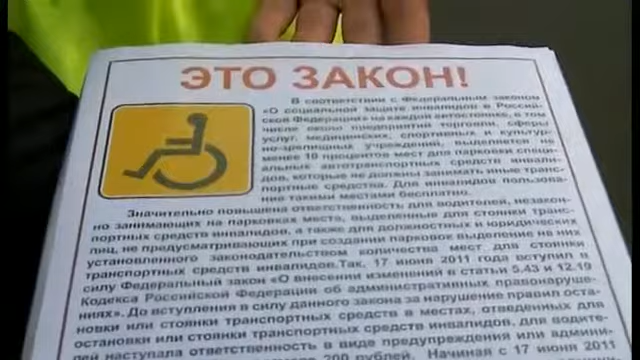 ЭТО ЗАКОН!
В соответствии с Федеральным законом
«О социальной защите инвалидов в Россий-
ской Федерации» на каждой автостоянке, в том
числе около предприятий торговли, сферы
услуг, медицинских, спортивных и культур-
но-зрелищных учреждений, выделяется не
менее 10 процентов мест для парковки специ-
альных автотранспортных средств инвали-
дов, которые не должны занимать иные транс-
портные средства. Для инвалидов пользова-
ние такими местами бесплатно.
Значительно повышена ответственность для водителей, незакон-
но занимающих на парковках места, выделенные для стоянки транс-
портных средств инвалидов, а также для должностных и юридических
лиц, не предусматривающих при создании парковок выделение на них
установленного законодательством количества мест для стоянки
транспортных средств инвалидов.Так, 17 июня 2011 года вступил в
силу Федеральный закон «О внесении изменений в статьи 5.43 и 12.19
Кодекса Российской Федерации об административных правонаруше-
ниях». До вступления в силу данного закона за нарушение правил оста-
новки или стоянки транспортных средств в местах, отведенных для
остановки или стоянки транспортных средств инвалидов, для водите-
лей наступала ответственность в виде предупреждения или админи-
200 рублей. Начиная с 17 июня 2011